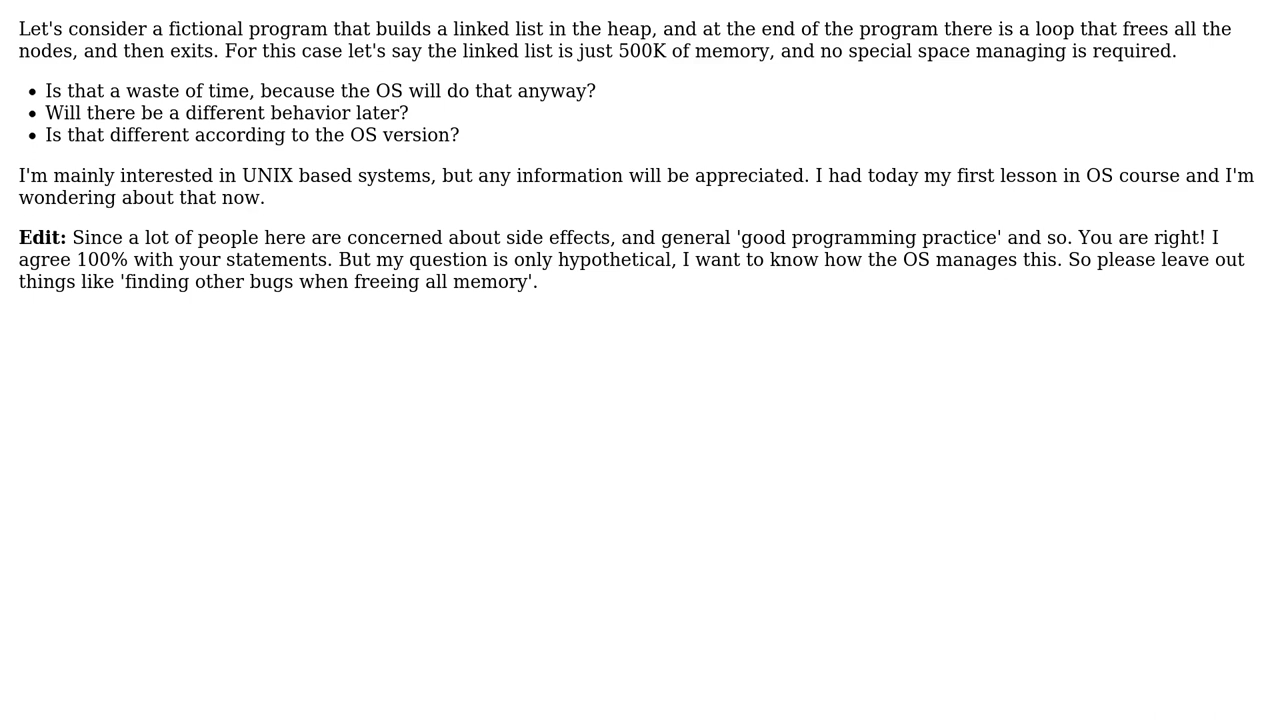 Let's consider a fictional program that builds a linked list in the heap, and at the end of the program there is a loop that frees all the
nodes, and then exits. For this case let's say the linked list is just 500K of memory, and no special space managing is required.
• Is that a waste of time, because the OS will do that anyway?
• Will there be a different behavior later?
• Is that different according to the OS version?
I'm mainly interested in UNIX based systems, but any information will be appreciated. I had today my first lesson in OS course and I'm
wondering about that now.
Edit: Since a lot of people here are concerned about side effects, and general 'good programming practice' and so. You are right! I
agree 100% with your statements. But my question is only hypothetical, I want to know how the OS manages this. So please leave out
things like 'finding other bugs when freeing all memory'.